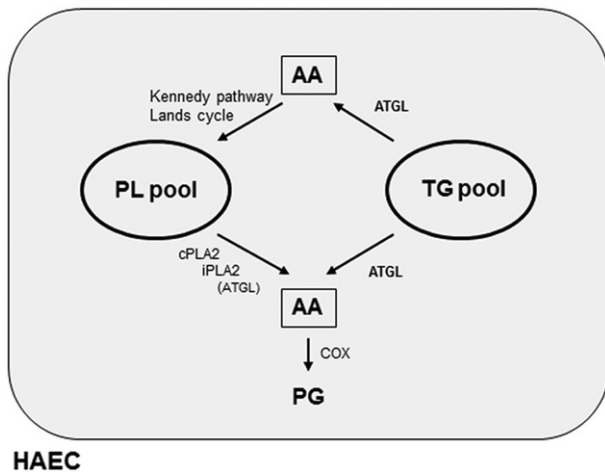 AA
Kennedy pathway
Lands cycle
ATGL
PL pool
TG pool
cPLA2
iPLA2
(ATGL)
ATGL
AA
COX
PG
HAEC